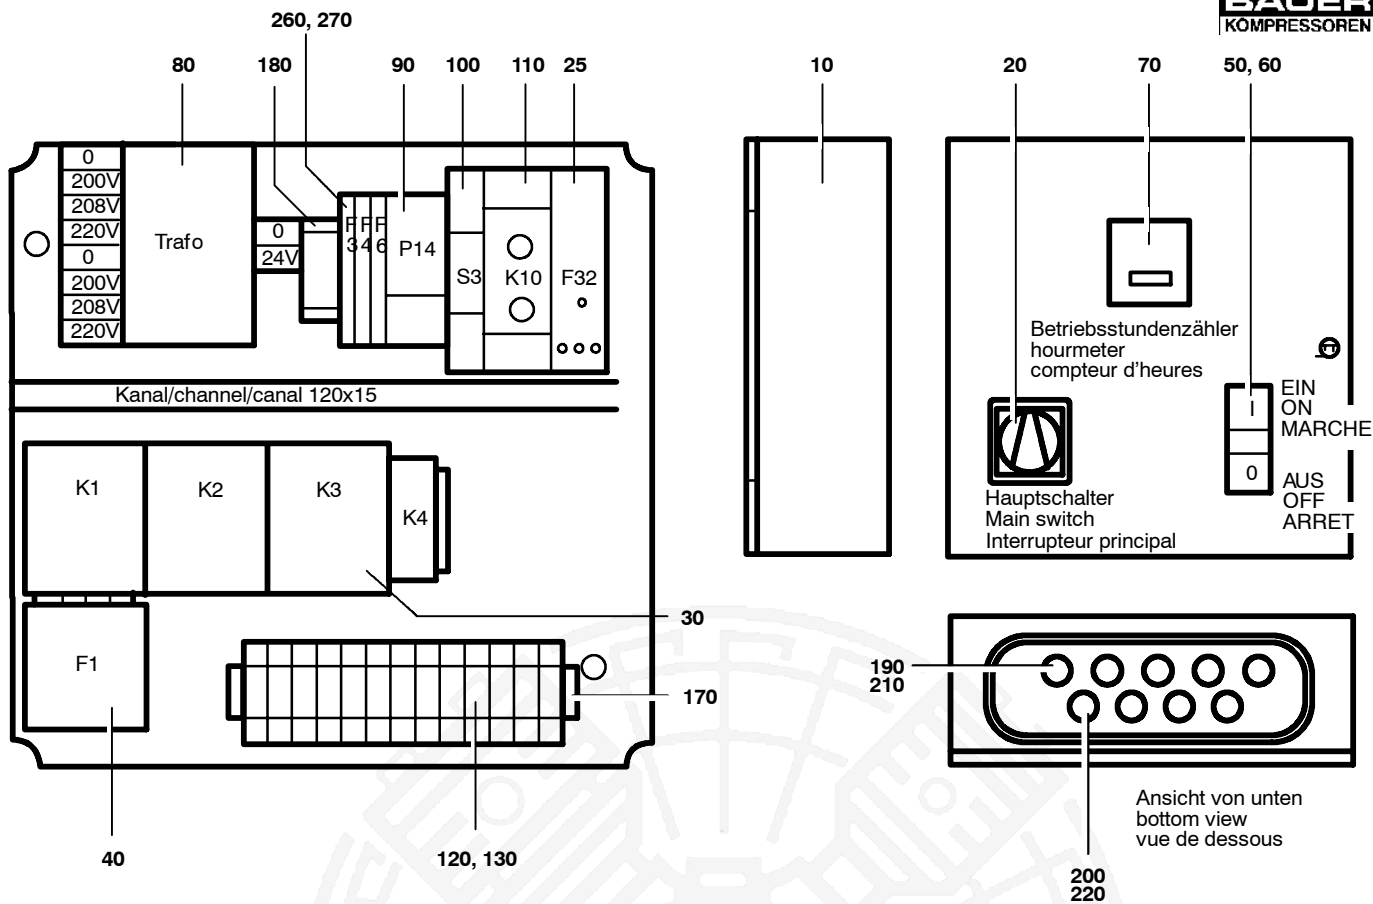 BAUER
KOMPRESSOREN
260, 270
80
180
90
100
110
25
10
20
70
50, 60
0
200V
208V
220V
0
200V
208V
220V
Trafo
0
24V
F3
F4
F6
P14
S3
K10
F32
Kanal/channel/canal 120x15
K1
K2
K3
K4
F1
30
170
40
120, 130
Betriebsstundenzähler
hourmeter
compteur d'heures
Hauptschalter
Main switch
Interrupteur principal
I
0
EIN
ON
MARCHE
AUS
OFF
ARRET
190
210
Ansicht von unten
bottom view
vue de dessous
200
220